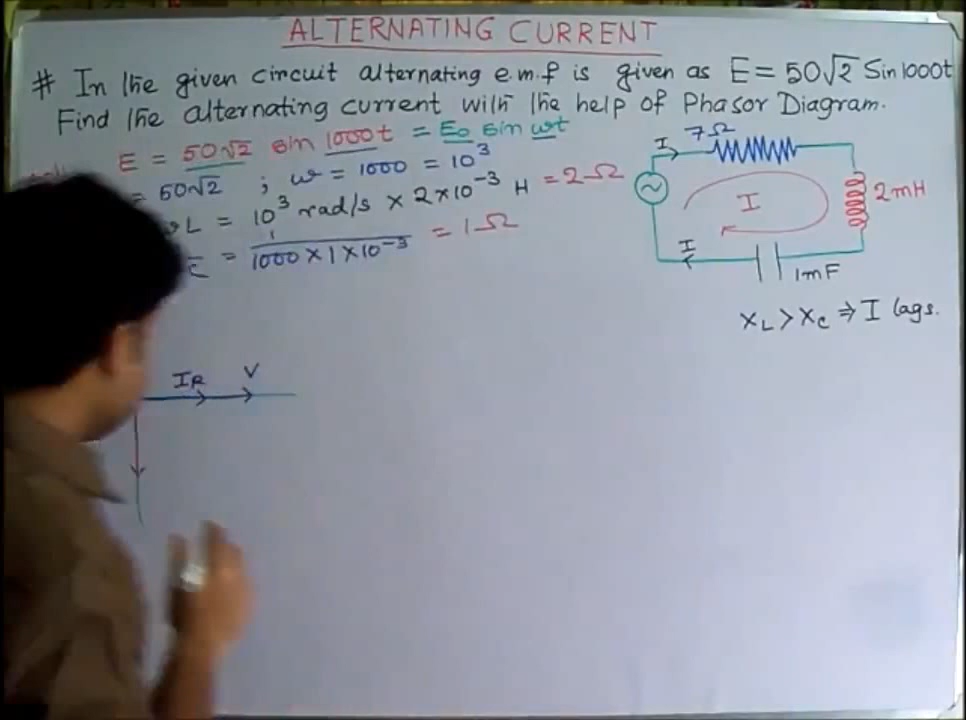 ALTERNATING CURRENT
# In the given circuit alternating e.m.f is given as E = 50√2 Sin1000t
Find the alternating current with the help of Phasor Diagram.
E = 50√2 sin 1000t = E₀ sin ωt
= 50√2 ; ω = 1000 = 10³
L = 10³ rad/s × 2×10⁻³ H = 2Ω
C = 1/1000×1×10⁻³ = 1Ω
I 7Ω
I 2mH
I 1mF
X_L > X_C ⇒ I lags.
I_R V